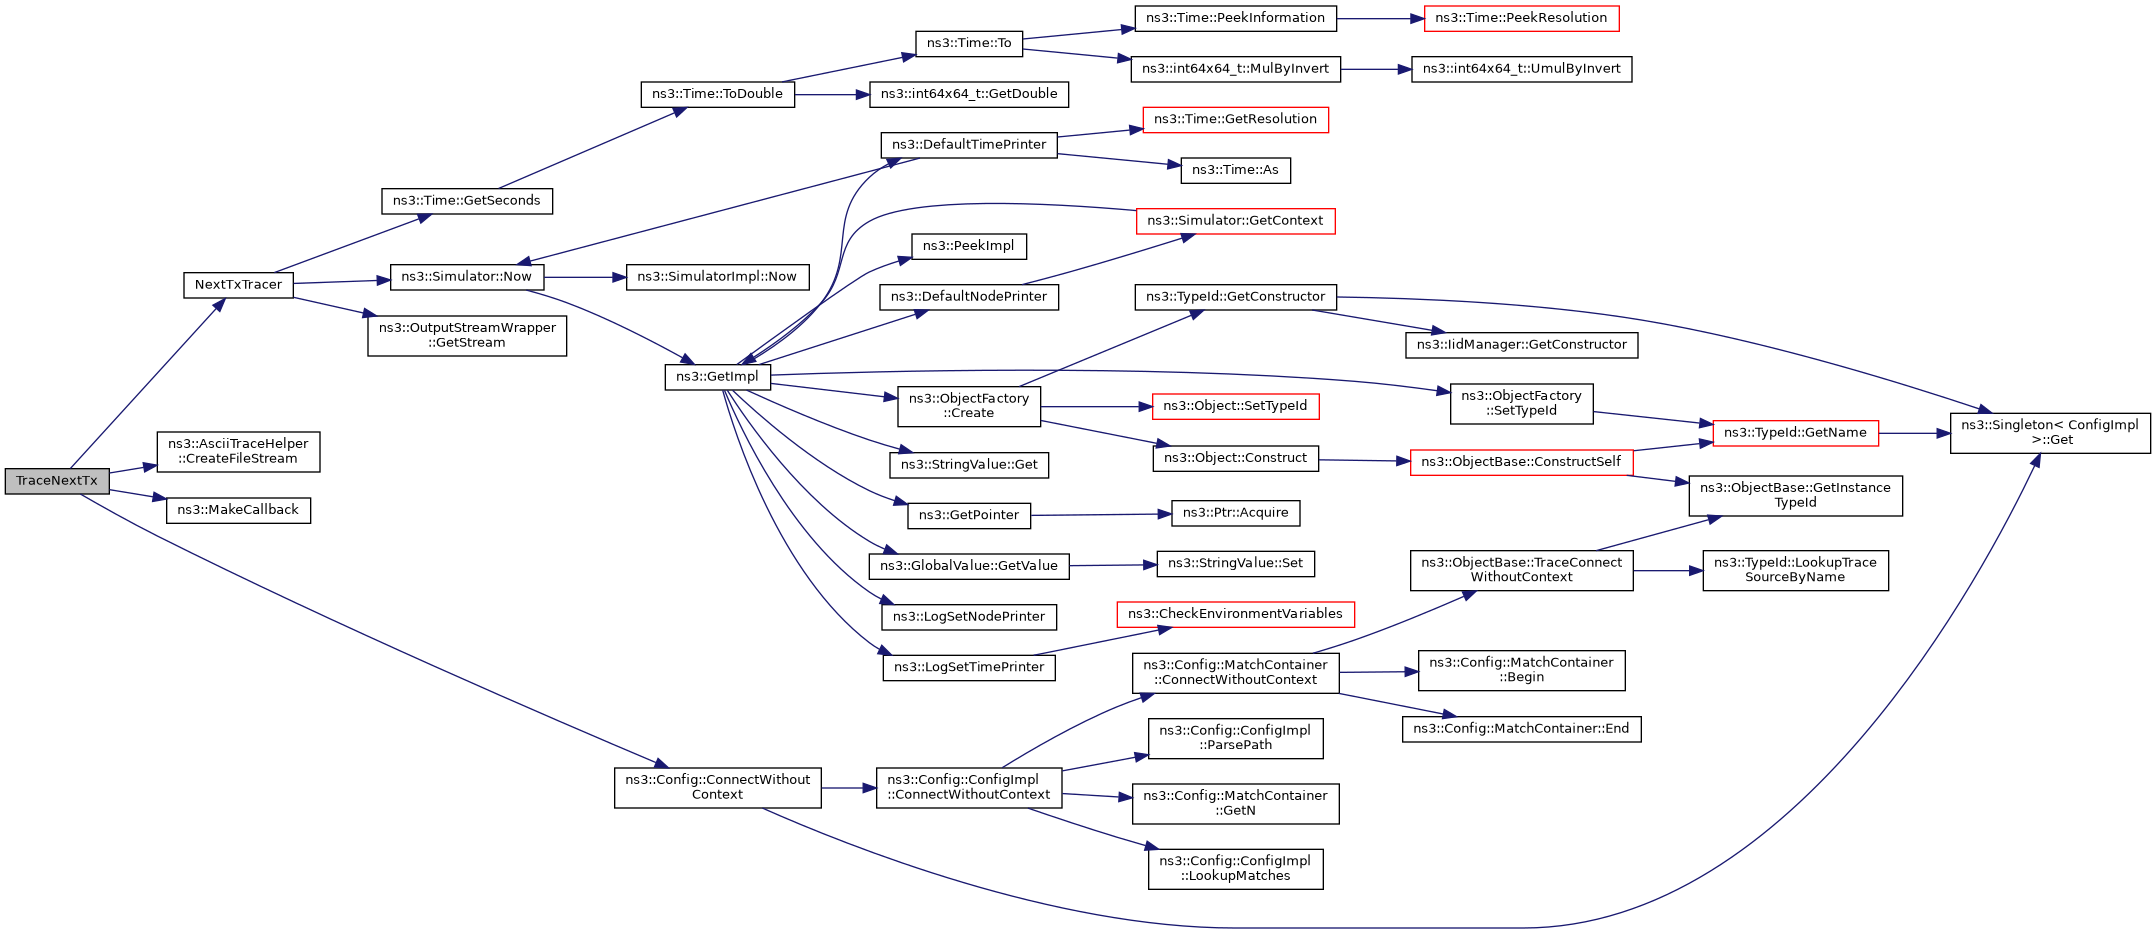 ns3::Time::PeekInformation
ns3::Time::PeekResolution
ns3::Time::To
ns3::int64x64_t::MulByInvert
ns3::int64x64_t::UmulByInvert
ns3::Time::ToDouble
ns3::int64x64_t::GetDouble
ns3::Time::GetResolution
ns3::DefaultTimePrinter
ns3::Time::As
ns3::Time::GetSeconds
ns3::Simulator::GetContext
ns3::PeekImpl
ns3::Simulator::Now
ns3::SimulatorImpl::Now
NextTxTracer
ns3::DefaultNodePrinter
ns3::TypeId::GetConstructor
ns3::OutputStreamWrapper
::GetStream
ns3::IidManager::GetConstructor
ns3::GetImpl
ns3::ObjectFactory
::Create
ns3::Object::SetTypeId
ns3::ObjectFactory
::SetTypeId
ns3::TypeId::GetName
ns3::Singleton< ConfigImpl
>::Get
ns3::AsciiTraceHelper
::CreateFileStream
ns3::StringValue::Get
ns3::Object::Construct
ns3::ObjectBase::ConstructSelf
TraceNextTx
ns3::ObjectBase::GetInstance
TypeId
ns3::MakeCallback
ns3::GetPointer
ns3::Ptr::Acquire
ns3::GlobalValue::GetValue
ns3::StringValue::Set
ns3::ObjectBase::TraceConnect
WithoutContext
ns3::TypeId::LookupTrace
SourceByName
ns3::LogSetNodePrinter
ns3::CheckEnvironmentVariables
ns3::LogSetTimePrinter
ns3::Config::MatchContainer
::ConnectWithoutContext
ns3::Config::MatchContainer
::Begin
ns3::Config::MatchContainer::End
ns3::Config::ConfigImpl
::ParsePath
ns3::Config::ConnectWithout
Context
ns3::Config::ConfigImpl
::ConnectWithoutContext
ns3::Config::MatchContainer
::GetN
ns3::Config::ConfigImpl
::LookupMatches